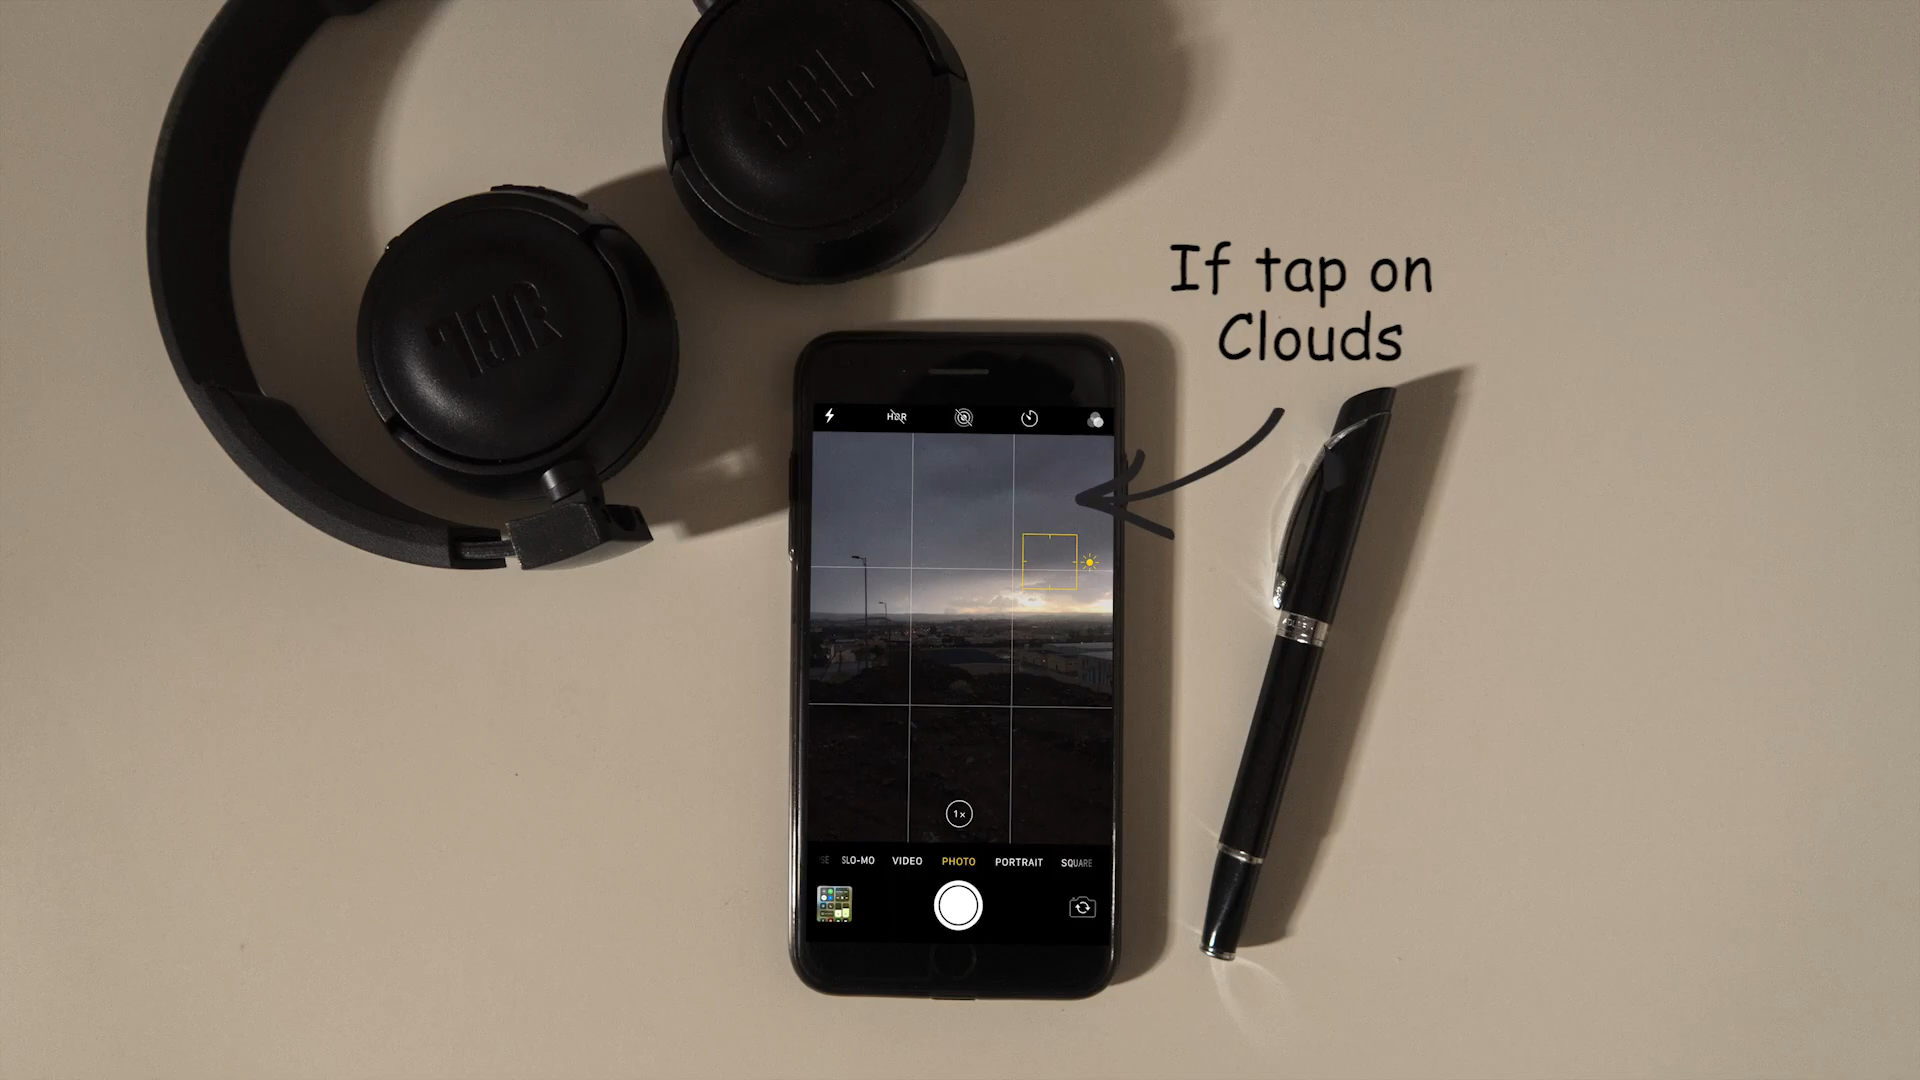 JBL
JBL
If tap on
Clouds
HDR
1x
SLO-MO VIDEO PHOTO PORTRAIT SQUARE